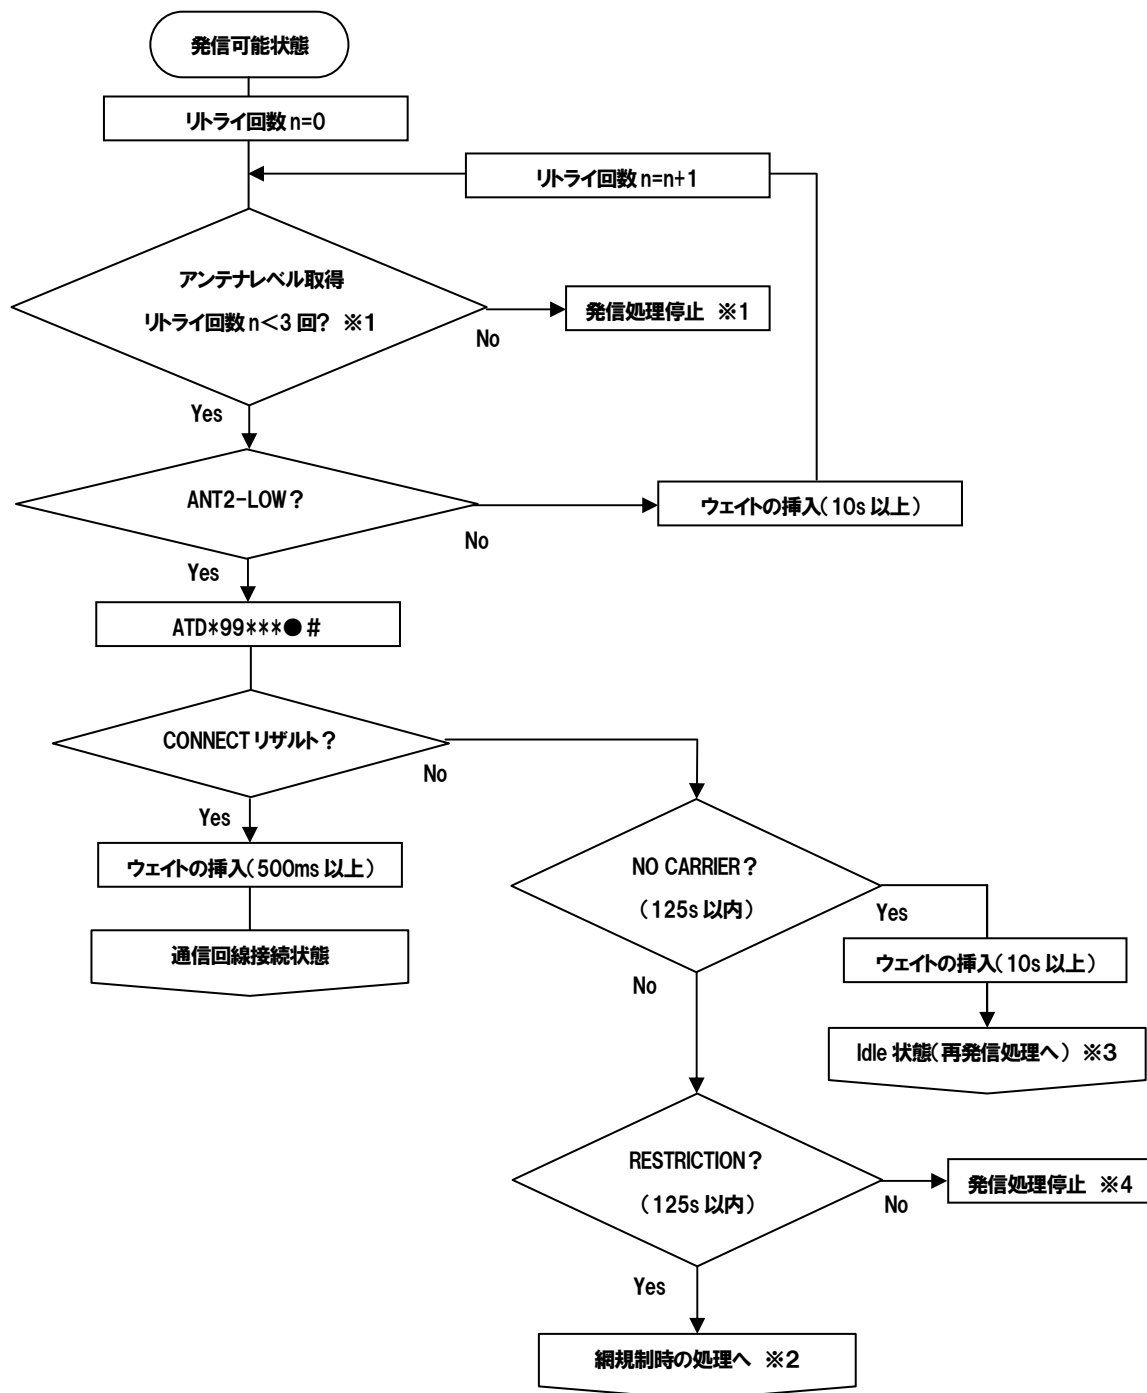 発信可能状態
リトライ回数 n=0
リトライ回数 n=n+1
アンテナレベル取得
リトライ回数 n<3 回? ※1
No
発信処理停止 ※1
Yes
ANT2-LOW?
No
ウェイトの挿入(10s 以上)
Yes
ATD*99***●#
CONNECT リザルト?
No
Yes
ウェイトの挿入(500ms 以上)
通信回線接続状態
NO CARRIER?
(125s 以内)
Yes
ウェイトの挿入(10s 以上)
Idle 状態(再発信処理へ) ※3
No
RESTRICTION?
(125s 以内)
No
発信処理停止 ※4
Yes
網規制時の処理へ ※2